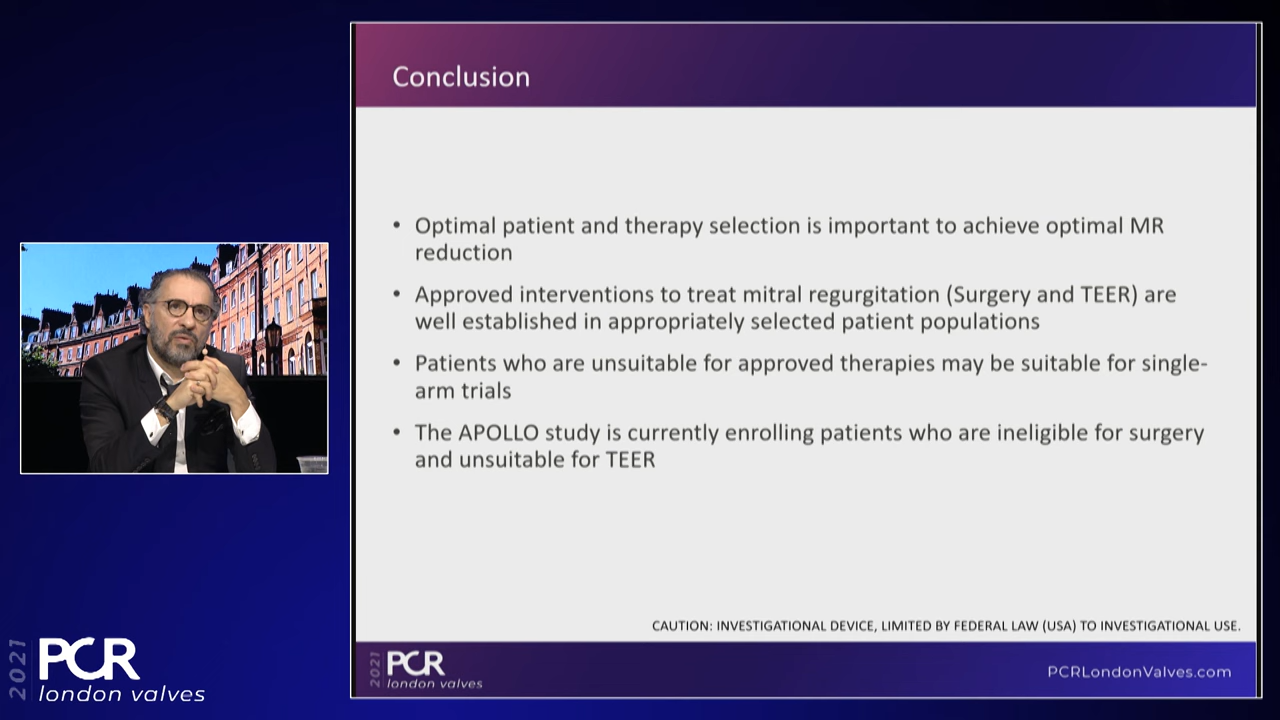 Conclusion
• Optimal patient and therapy selection is important to achieve optimal MR
reduction
• Approved interventions to treat mitral regurgitation (Surgery and TEER) are
well established in appropriately selected patient populations
• Patients who are unsuitable for approved therapies may be suitable for single-
arm trials
• The APOLLO study is currently enrolling patients who are ineligible for surgery
and unsuitable for TEER
CAUTION: INVESTIGATIONAL DEVICE, LIMITED BY FEDERAL LAW (USA) TO INVESTIGATIONAL USE.
2021
PCR
london valves
PCRLondonValves.com
2021
PCR
london valves